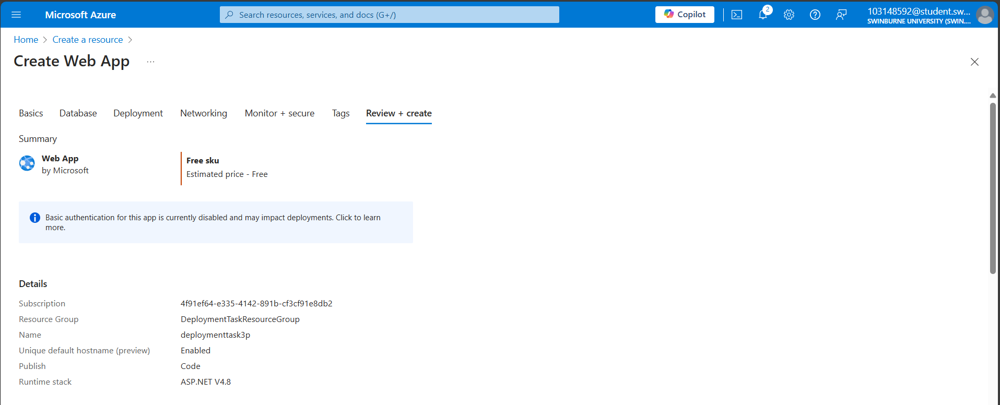 Microsoft Azure
Search resources, services, and docs (G+/)
Copilot
2
103148592@student.sw...
SWINBURNE UNIVERSITY (SWIN....
Home > Create a resource >
Create Web App ...
Basics Database Deployment Networking Monitor + secure Tags Review + create
Summary
Web App
by Microsoft
Free sku
Estimated price - Free
Basic authentication for this app is currently disabled and may impact deployments. Click to learn
more.
Details
Subscription 4f91ef64-e335-4142-891b-cf3cf91e8db2
Resource Group DeploymentTaskResourceGroup
Name deploymenttask3p
Unique default hostname (preview) Enabled
Publish Code
Runtime stack ASP.NET V4.8